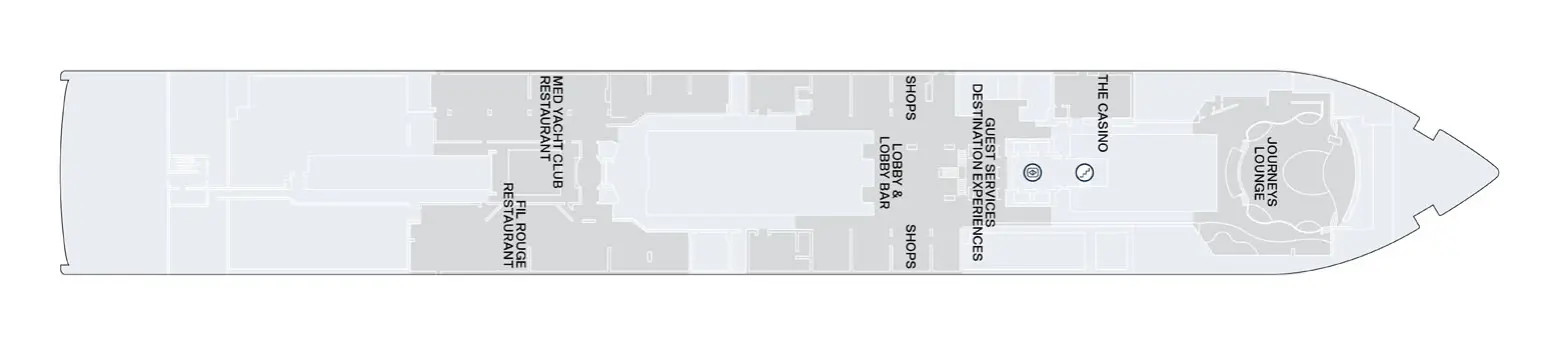 MED YACHT CLUB
RESTAURANT
FIL ROUGE
RESTAURANT
SHOPS
LOBBY &
LOBBY BAR
SHOPS
GUEST SERVICES
DESTINATION EXPERIENCES
THE CASINO
JOURNEYS
LOUNGE